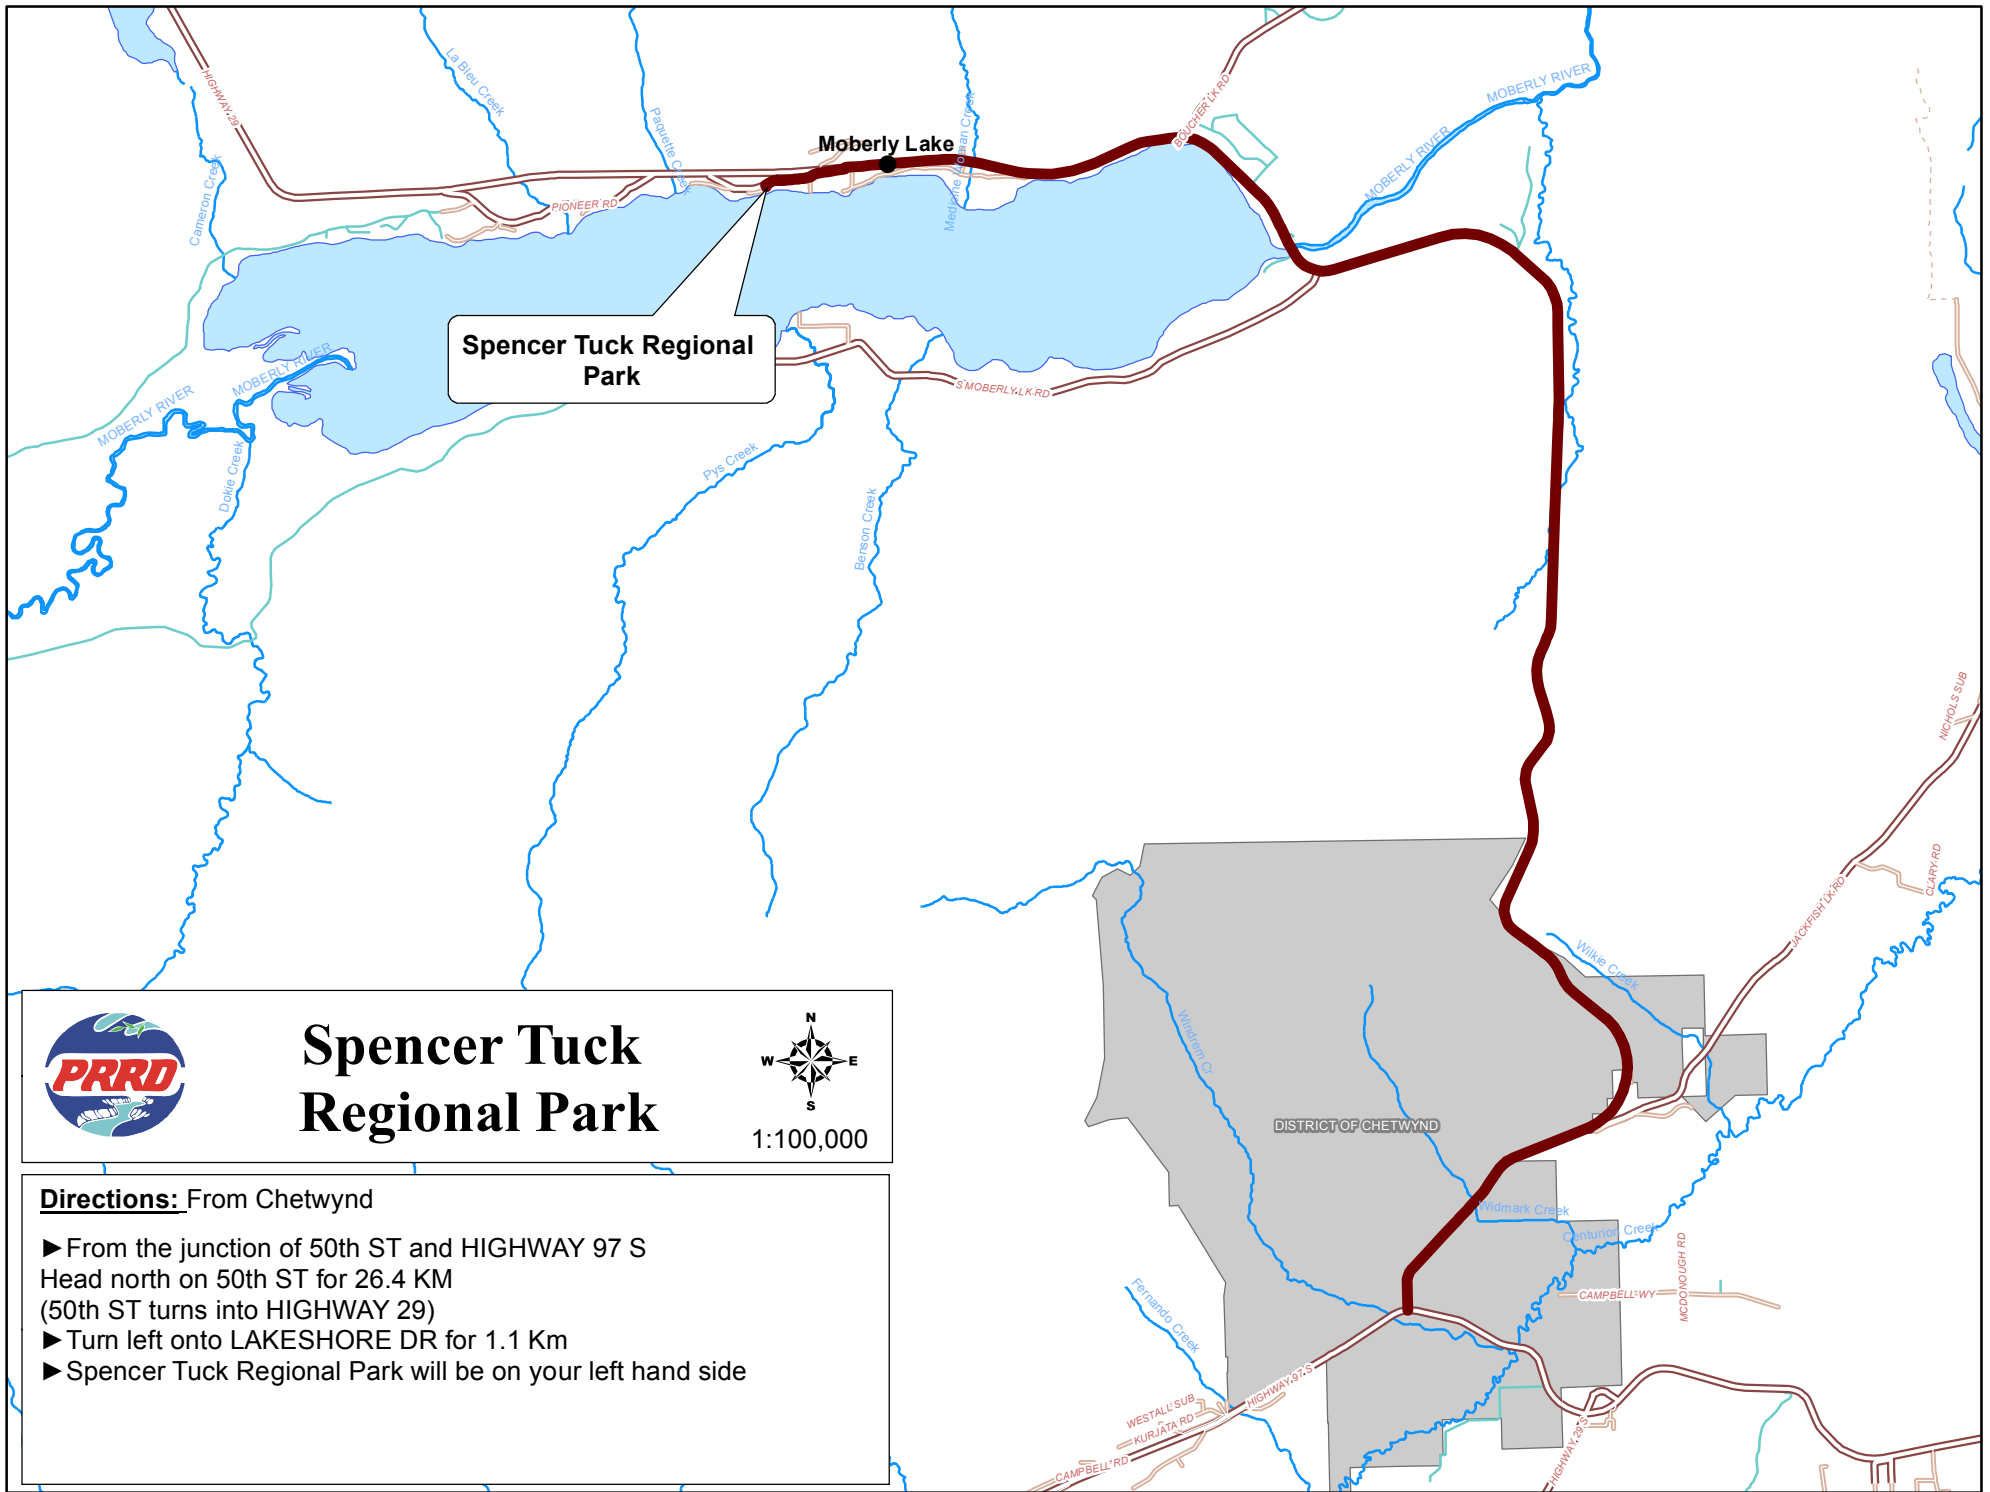 HIGHWAY 29
La Bleu Creek
Paquette Creek
Cameron Creek
Moberly Lake
BOUCHER LK RD
MOBERLY RIVER
MOBERLY RIVER
PIONEER RD
Spencer Tuck Regional
Park
S MOBERLY LK RD
MOBERLY RIVER
MOBERLY RIVER
Dokie Creek
Pys Creek
Benson Creek
NICHOLS SUB
CLARY RD
JACKFISH LK RD
Wilkie Creek
Windrem Cr
DISTRICT OF CHETWYND
Widmark Creek
Centurion Creek
MCDONOUGH RD
CAMPBELL WY
Fernando Creek
HIGHWAY 97 S
WESTALL SUB
KURJATA RD
CAMPBELL RD
HIGHWAY 29 S
PRRD
Spencer Tuck
Regional Park
N
W E
S
1:100,000
Directions: From Chetwynd
►From the junction of 50th ST and HIGHWAY 97 S
Head north on 50th ST for 26.4 KM
(50th ST turns into HIGHWAY 29)
►Turn left onto LAKESHORE DR for 1.1 Km
►Spencer Tuck Regional Park will be on your left hand side